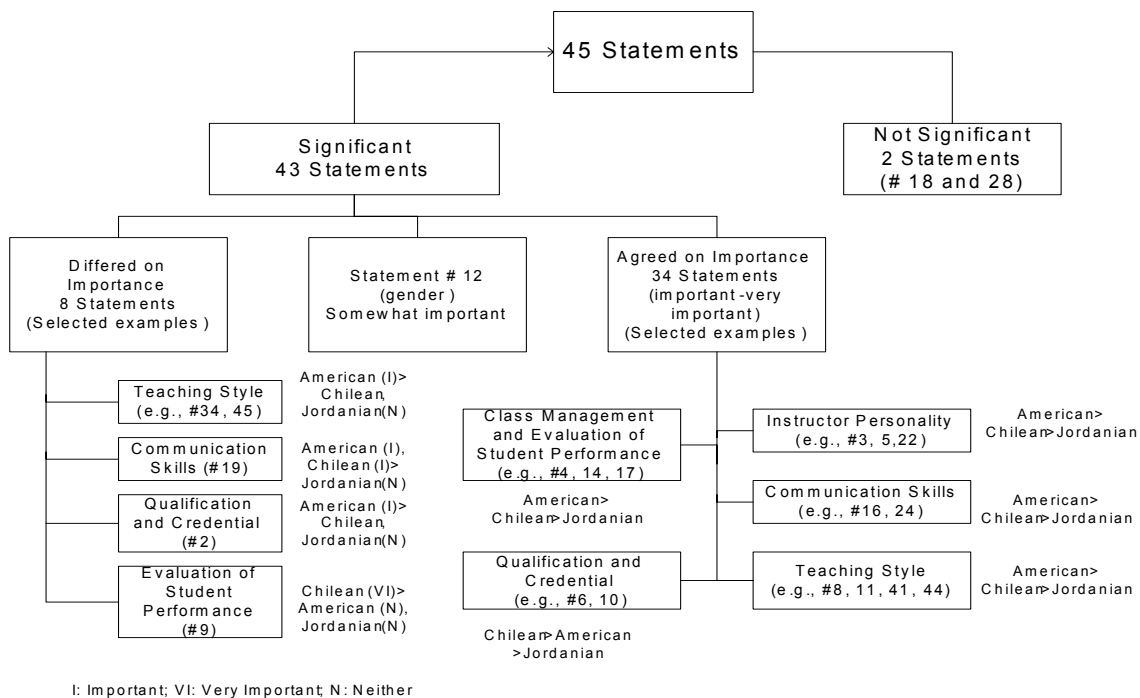 45 Statements
Significant
43 Statements
Not Significant
2 Statements
(# 18 and 28)
Differed on
Importance
8 Statements
(Selected examples)
Statement # 12
(gender)
Somewhat important
Agreed on Importance
34 Statements
(important-very
important)
(Selected examples)
Teaching Style
(e.g., #34, 45)
American (I)>
Chilean,
Jordanian(N)
Communication
Skills (#19)
American (I),
Chilean (I)>
Jordanian(N)
Qualification
and Credential
(#2)
American (I)>
Chilean,
Jordanian(N)
Evaluation of
Student
Performance
(#9)
Chilean (VI)>
American (N),
Jordanian(N)
Class Management
and Evaluation of
Student Performance
(e.g., #4, 14, 17)
American>
Chilean>Jordanian
Qualification and
Credential
(e.g., #6, 10)
Chilean>American
>Jordanian
Instructor Personality
(e.g., #3, 5,22)
American>
Chilean>Jordanian
Communication Skills
(e.g., #16, 24)
American>
Chilean>Jordanian
Teaching Style
(e.g., #8, 11, 41, 44)
American>
Chilean>Jordanian
I: Important; VI: Very Important; N: Neither